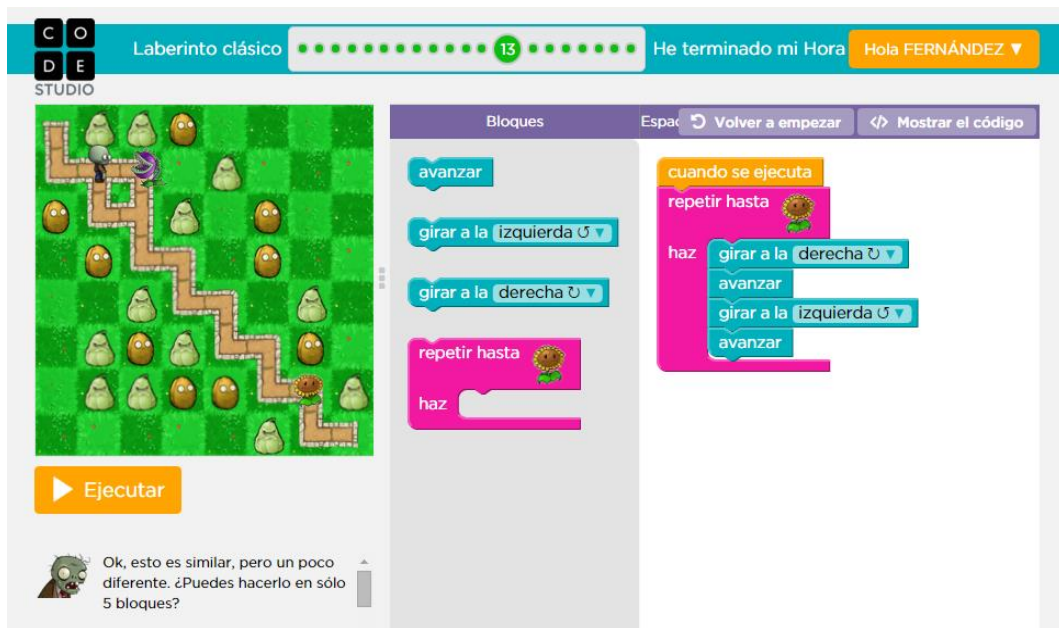 C O
D E
STUDIO
Laberinto clásico
13
He terminado mi Hora
Hola FERNÁNDEZ ▼
Bloques
Espac
Volver a empezar
</> Mostrar el código
avanzar
girar a la izquierda ↺ ▼
girar a la derecha ↻ ▼
repetir hasta
haz
cuando se ejecuta
repetir hasta
haz
girar a la derecha ↻ ▼
avanzar
girar a la izquierda ↺ ▼
avanzar
Ejecutar
Ok, esto es similar, pero un poco
diferente. ¿Puedes hacerlo en sólo
5 bloques?